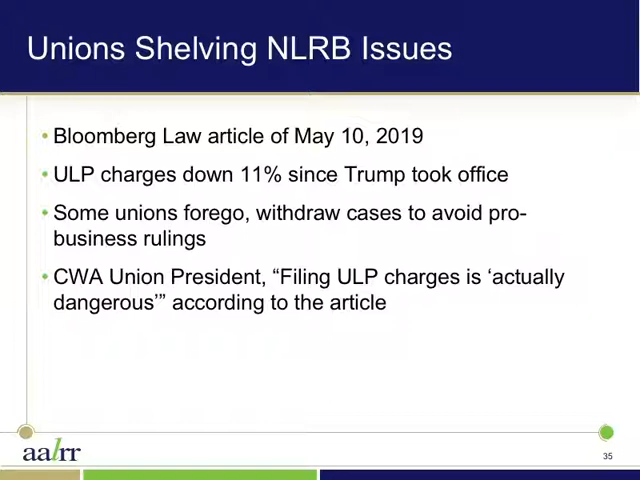 Unions Shelving NLRB Issues
• Bloomberg Law article of May 10, 2019
• ULP charges down 11% since Trump took office
• Some unions forego, withdraw cases to avoid pro-
business rulings
• CWA Union President, “Filing ULP charges is ‘actually
dangerous’” according to the article
aalrr
35